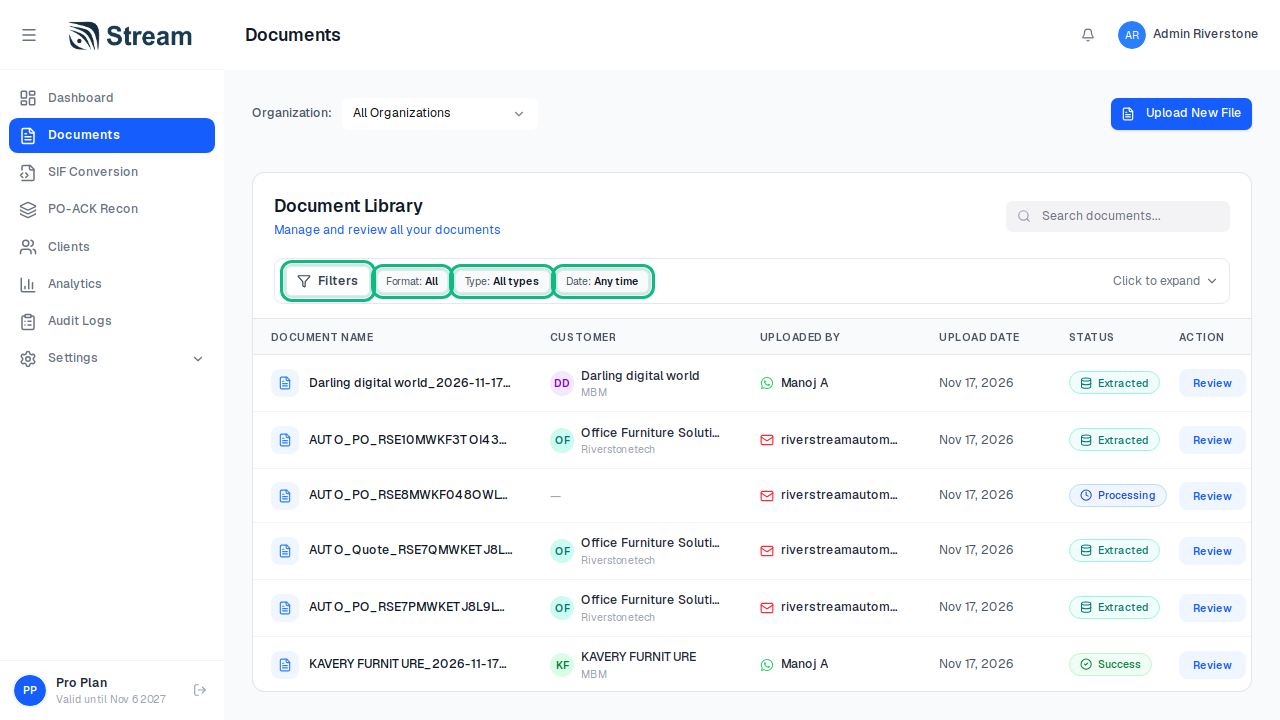 Stream
Documents
AR
Admin Riverstone
Dashboard
Documents
SIF Conversion
PO-ACK Recon
Clients
Analytics
Audit Logs
Settings
Organization:
All Organizations
Upload New File
Document Library
Manage and review all your documents
Search documents...
Filters
Format: All
Type: All types
Date: Any time
Click to expand
DOCUMENT NAME
CUSTOMER
UPLOADED BY
UPLOAD DATE
STATUS
ACTION
Darling digital world_2026-11-17...
DD
Darling digital world
MBM
Manoj A
Nov 17, 2026
Extracted
Review
AUTO_PO_RSE10MWKF3TOI43...
OF
Office Furniture Soluti...
Riverstonetech
riverstreamautom...
Nov 17, 2026
Extracted
Review
AUTO_PO_RSE8MWKF048OWL...
—
riverstreamautom...
Nov 17, 2026
Processing
Review
AUTO_Quote_RSE7QMWKETJ8L...
OF
Office Furniture Soluti...
Riverstonetech
riverstreamautom...
Nov 17, 2026
Extracted
Review
AUTO_PO_RSE7PMWKETJ8L9L...
OF
Office Furniture Soluti...
Riverstonetech
riverstreamautom...
Nov 17, 2026
Extracted
Review
KAVERY FURNITURE_2026-11-17...
KF
KAVERY FURNITURE
MBM
Manoj A
Nov 17, 2026
Success
Review
PP
Pro Plan
Valid until Nov 6 2027